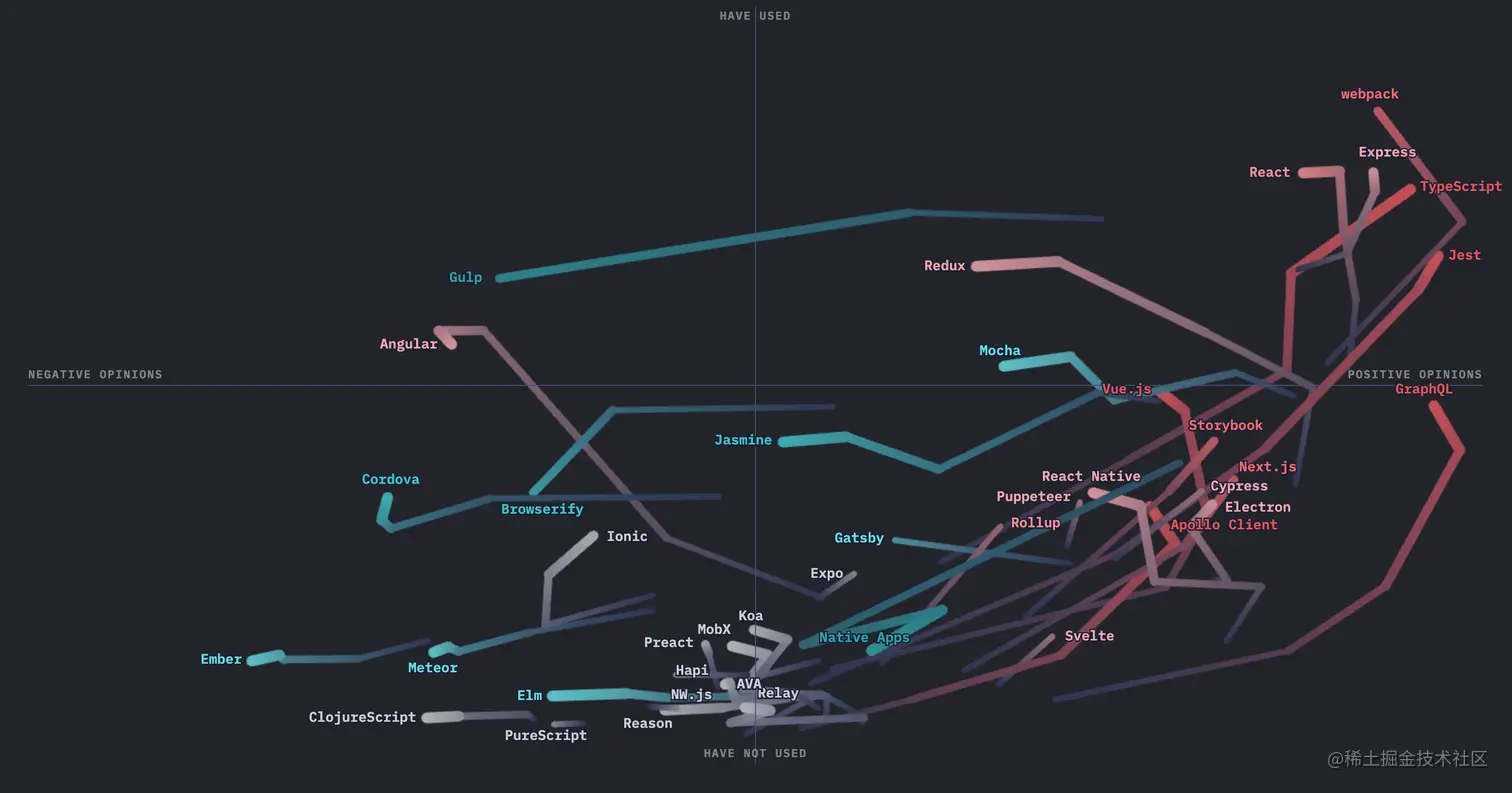 HAVE USED
webpack
Express
React
TypeScript
Jest
Redux
Gulp
Angular
Mocha
NEGATIVE OPINIONS
POSITIVE OPINIONS
Vue.js
GraphQL
Storybook
Jasmine
Next.js
React Native
Cordova
Cypress
Puppeteer
Browserify
Electron
Rollup
Apollo Client
Ionic
Gatsby
Expo
Koa
MobX
Native Apps
Svelte
Preact
Ember
Meteor
Hapi
AVA
Elm
NW.js
Relay
ClojureScript
Reason
PureScript
HAVE NOT USED
@稀土掘金技术社区